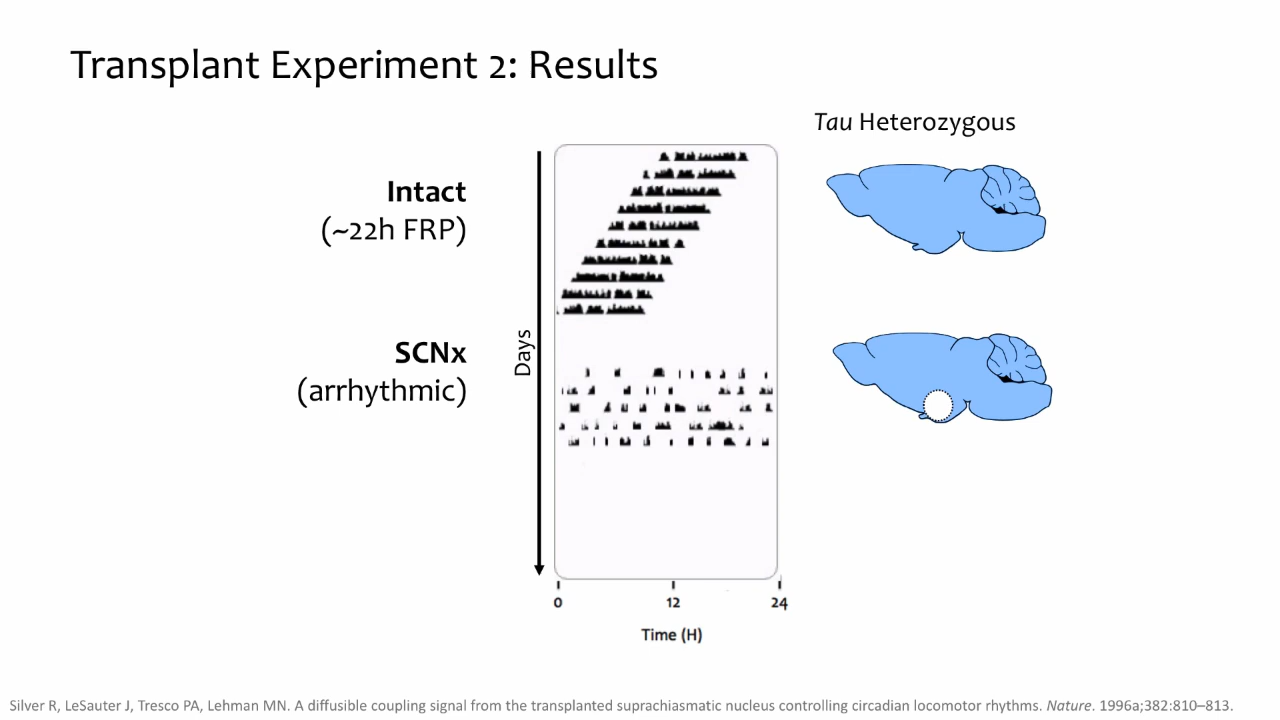 Transplant Experiment 2: Results
Tau Heterozygous
Intact
(~22h FRP)
SCNx
(arrhythmic)
Days
0 12 24
Time (H)
Silver R, LeSauter J, Tresco PA, Lehman MN. A diffusible coupling signal from the transplanted suprachiasmatic nucleus controlling circadian locomotor rhythms. Nature. 1996a;382:810–813.